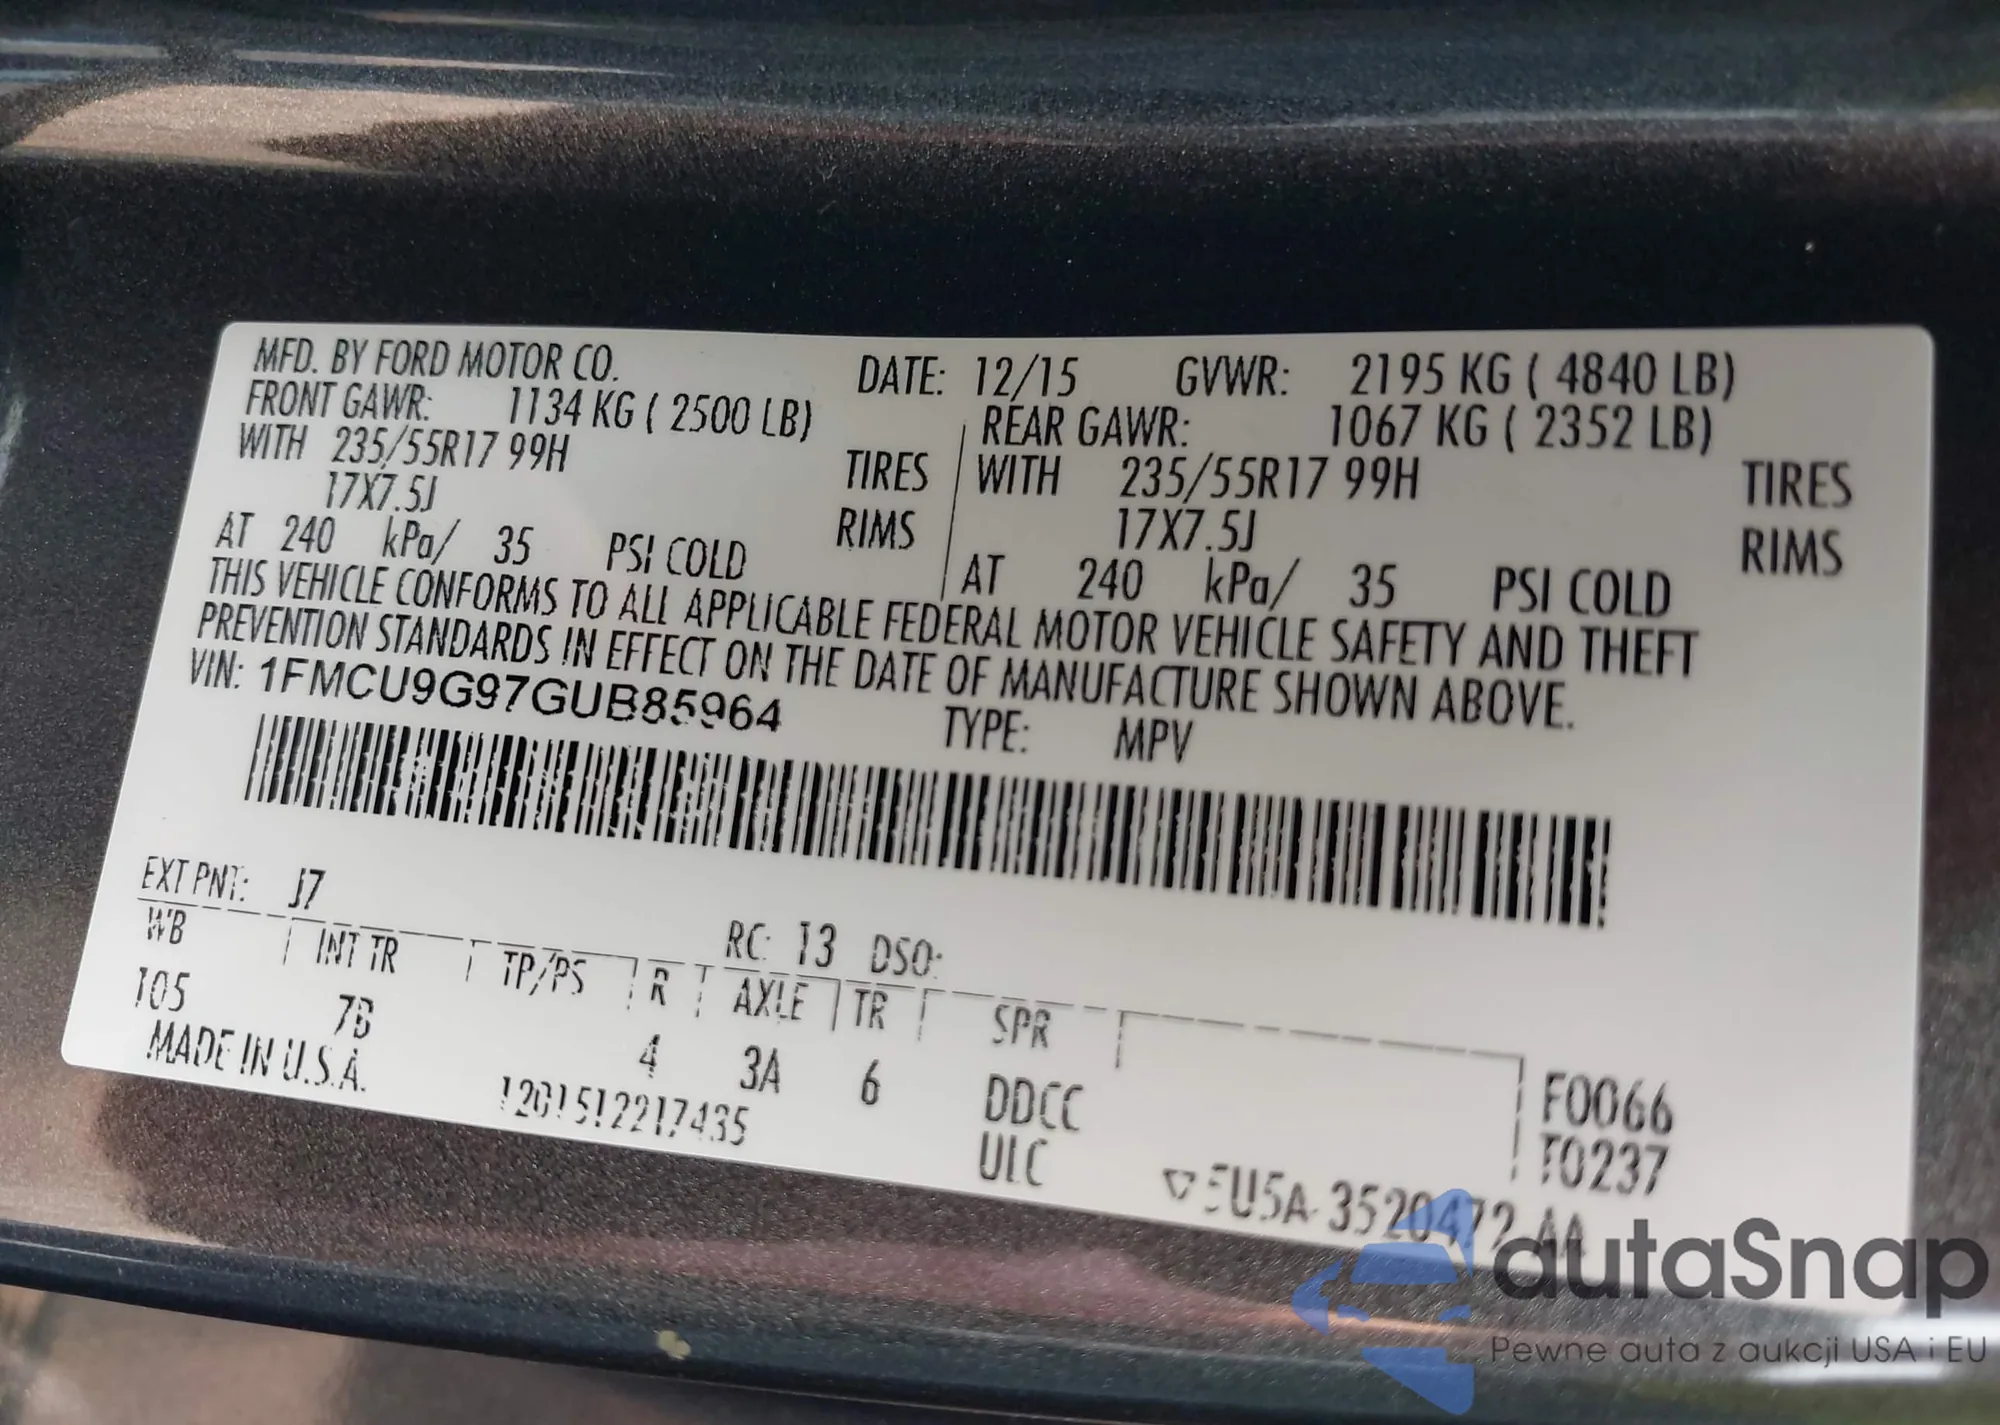 MFD. BY FORD MOTOR CO. DATE: 12/15 GVWR: 2195 KG ( 4840 LB)
FRONT GAWR: 1134 KG ( 2500 LB) REAR GAWR: 1067 KG ( 2352 LB)
WITH 235/55R17 99H TIRES WITH 235/55R17 99H TIRES
17X7.5J RIMS 17X7.5J RIMS
AT 240 kPa/ 35 PSI COLD AT 240 kPa/ 35 PSI COLD
THIS VEHICLE CONFORMS TO ALL APPLICABLE FEDERAL MOTOR VEHICLE SAFETY AND THEFT
PREVENTION STANDARDS IN EFFECT ON THE DATE OF MANUFACTURE SHOWN ABOVE.
VIN: 1FMCU9G97GUB85964 TYPE: MPV
EXT PNT: J7 RC: 13 DSO:
WB INT TR TP/PS R AXLE TR SPR
105 7B 4 3A 6 DDCC F0066
MADE IN U.S.A. 1201512217435 ULC T0237
5U5A-3520472-AA
autaSnap
Pewne auta z aukcji USA i EU